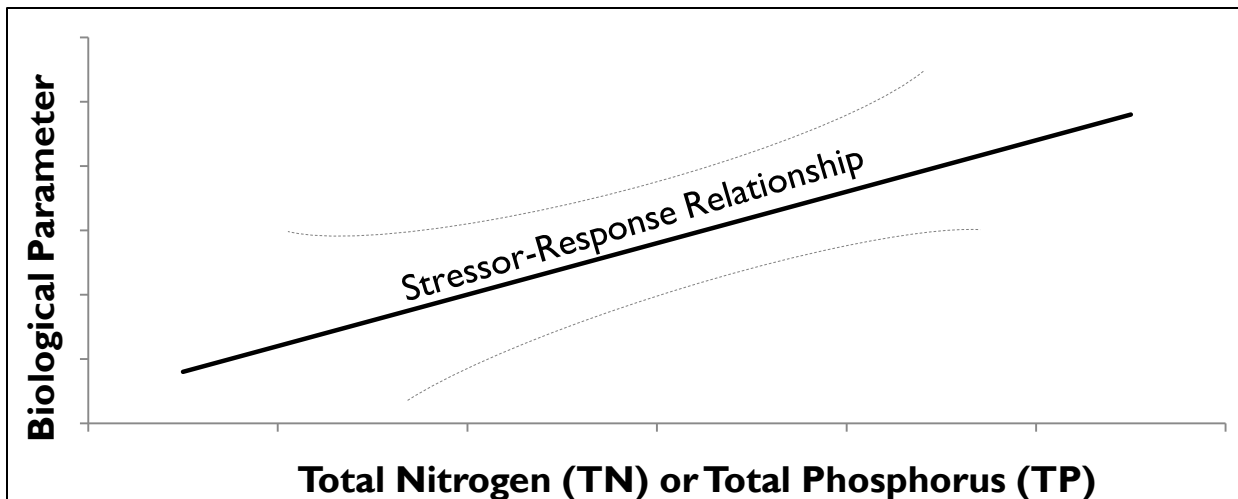 Biological Parameter
Stressor-Response Relationship
Total Nitrogen (TN) or Total Phosphorus (TP)